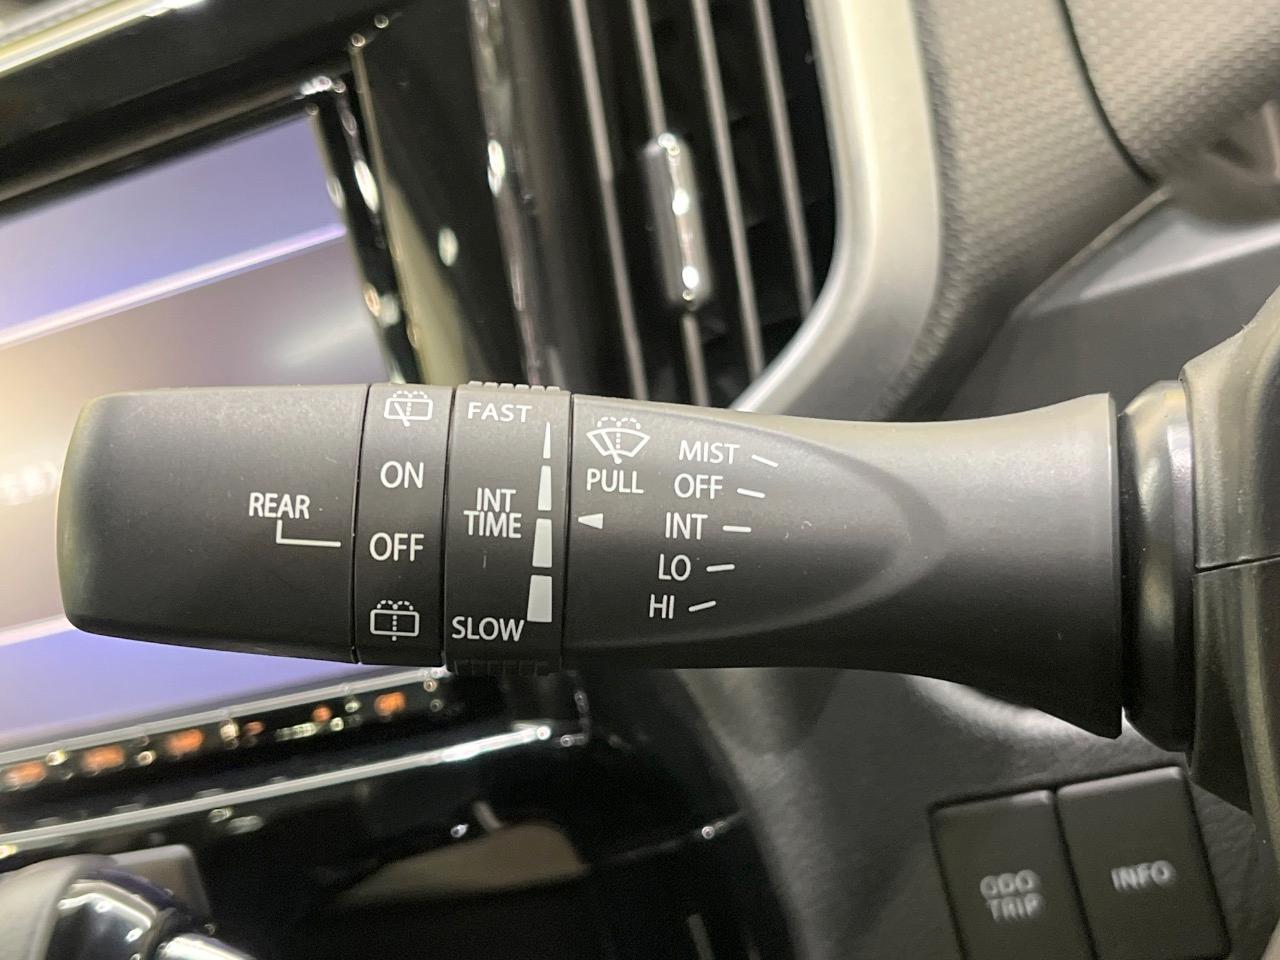 REAR
ON
OFF
FAST
INT
TIME
SLOW
PULL
MIST
OFF
INT
LO
HI
ODO
TRIP
INFO